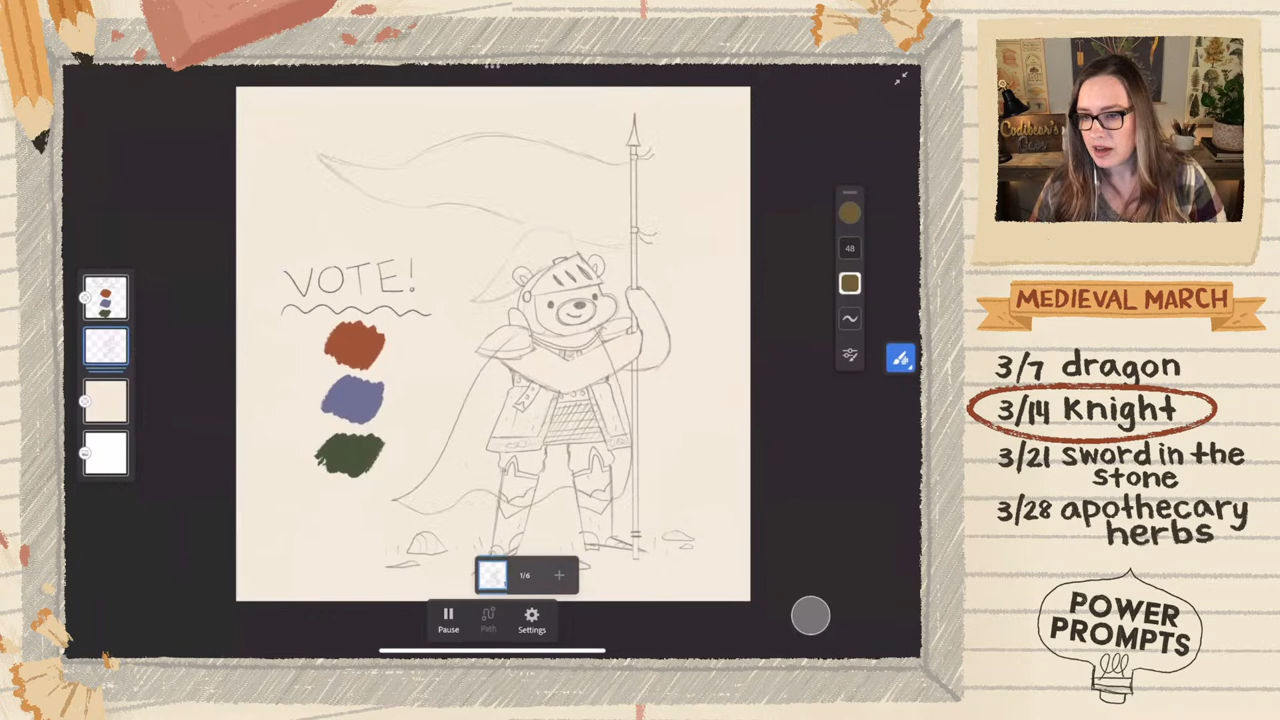 VOTE!
48
1/6
+
Pause
Path
Settings
Codibear's
MEDIEVAL MARCH
3/7 dragon
3/14 knight
3/21 sword in the
stone
3/28 apothecary
herbs
POWER
PROMPTS